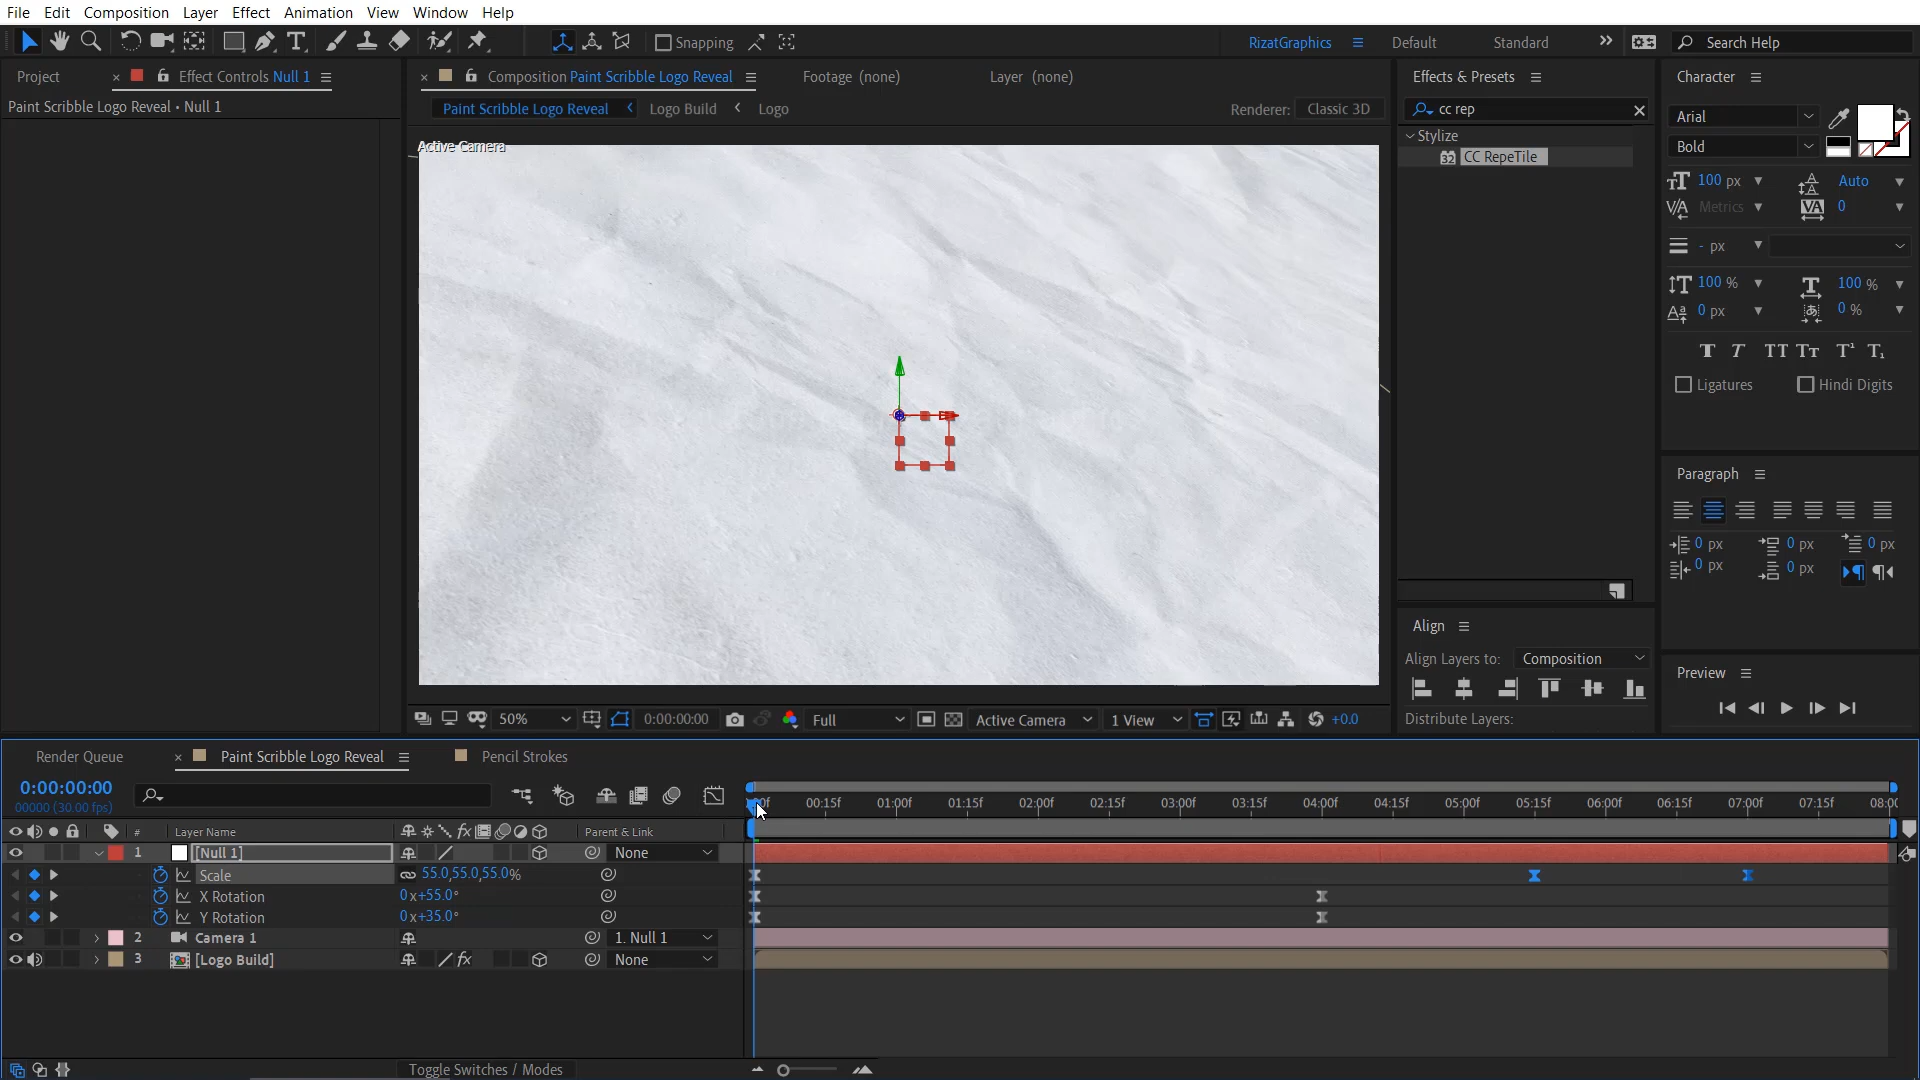 File Edit Composition Layer Effect Animation View Window Help
Snapping RizatGraphics Default Standard Search Help
Project Effect Controls Null 1
Paint Scribble Logo Reveal • Null 1
Composition Paint Scribble Logo Reveal Footage (none) Layer (none)
Paint Scribble Logo Reveal Logo Build Logo Renderer: Classic 3D
Active Camera
50% 0:00:00:00 Full Active Camera 1 View +0.0
Effects & Presets
cc rep
Stylize
32 CC RepeTile
Align
Align Layers to: Composition
Distribute Layers:
Character
Arial
Bold
100 px Auto
Metrics 0
- px
100 % 100 %
0 px 0 %
Ligatures Hindi Digits
Paragraph
0 px 0 px 0 px
0 px 0 px
Preview
Render Queue Paint Scribble Logo Reveal Pencil Strokes
0:00:00:00
00000 (30.00 fps)
00:15f 01:00f 01:15f 02:00f 02:15f 03:00f 03:15f 04:00f 04:15f 05:00f 05:15f 06:00f 06:15f 07:00f 07:15f
# Layer Name fx Parent & Link
1 [Null 1] None
Scale 55.0,55.0,55.0%
X Rotation 0x+55.0°
Y Rotation 0x+35.0°
2 Camera 1 1. Null 1
3 [Logo Build] fx None
Toggle Switches / Modes